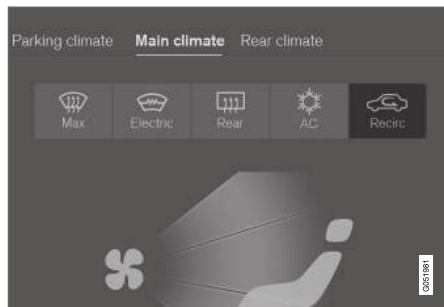 Parking climate Main climate Rear climate
Max Electric Rear AC Recirc
G051981